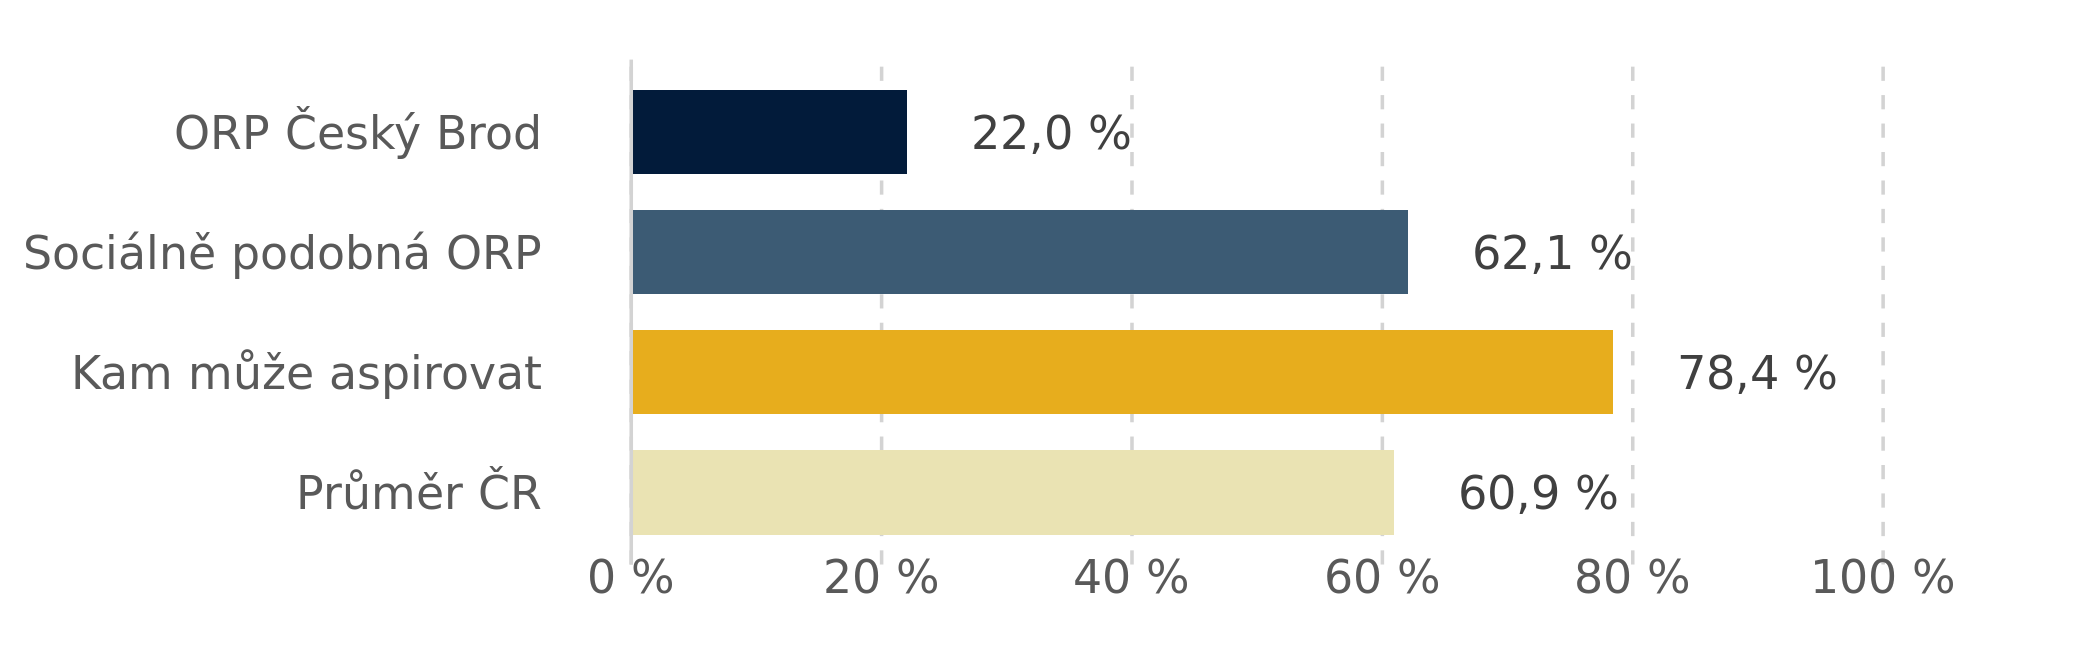 ORP Český Brod 22,0 %
Sociálně podobná ORP 62,1 %
Kam může aspirovat 78,4 %
Průměr ČR 60,9 %
0 % 20 % 40 % 60 % 80 % 100 %